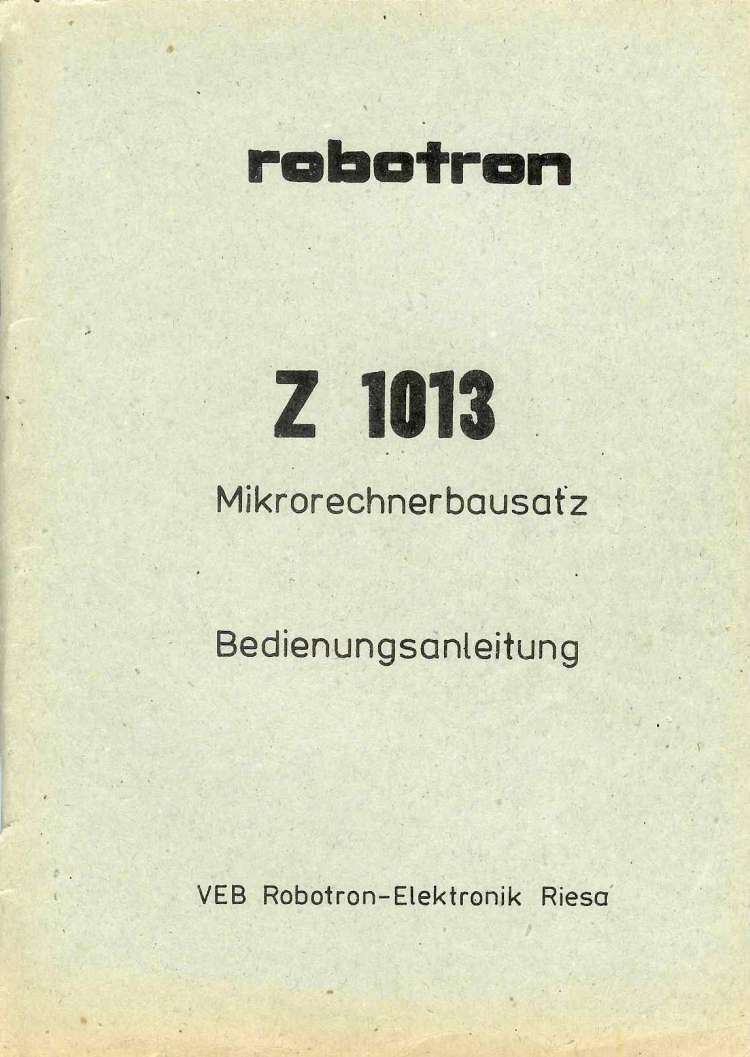 robotron
Z 1013
Mikrorechnerbausatz
Bedienungsanleitung
VEB Robotron-Elektronik Riesa